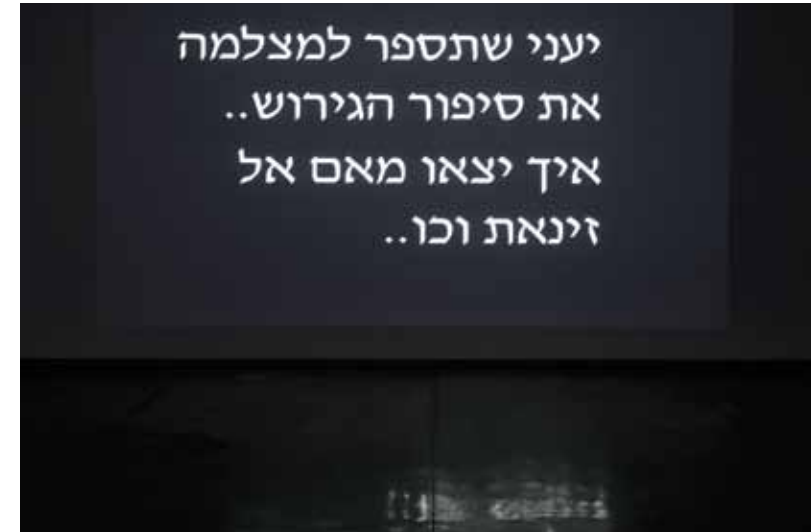 יעני שתספר למצלמה
את סיפור הגירוש..
איך יצאו מאם אל
זינאת וכו..